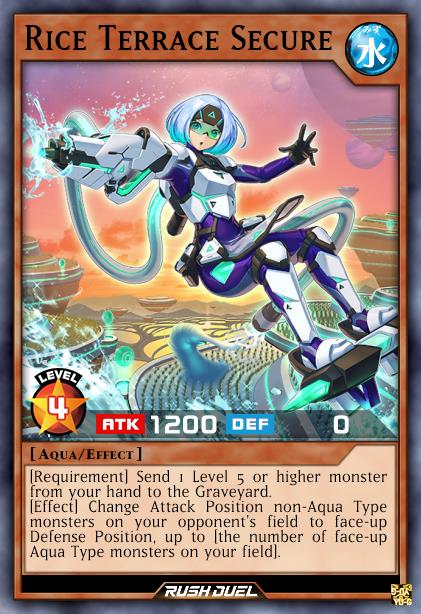 Rice Terrace Secure
みず
水
LEVEL
4
ATK 1200 DEF 0
[ Aqua/Effect ]
[Requirement] Send 1 Level 5 or higher monster
from your hand to the Graveyard.
[Effect] Change Attack Position non-Aqua Type
monsters on your opponent's field to face-up
Defense Position, up to [the number of face-up
Aqua Type monsters on your field].
RUSH DUEL